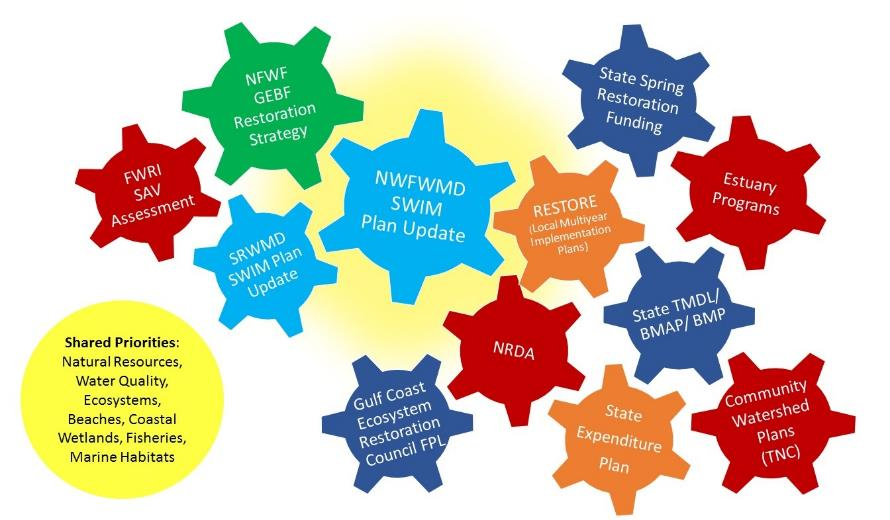 NFWF
GEBF
Restoration
Strategy
State Spring
Restoration
Funding
FWRI
SAV
Assessment
NWFWMD
SWIM
Plan Update
Estuary
Programs
RESTORE
(Local Multiyear
Implementation
Plans)
SRWMD
SWIM Plan
Update
State TMDL/
BMAP/ BMP
NRDA
Shared Priorities:
Natural Resources,
Water Quality,
Ecosystems,
Beaches, Coastal
Wetlands, Fisheries,
Marine Habitats
Gulf Coast
Ecosystem
Restoration
Council FPL
State
Expenditure
Plan
Community
Watershed
Plans
(TNC)